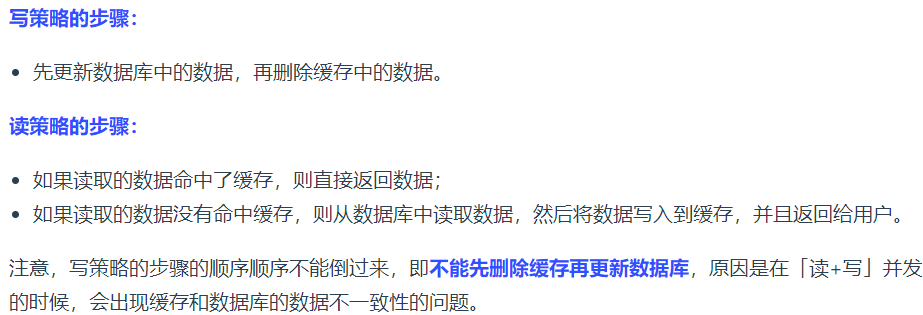 写策略的步骤：
• 先更新数据库中的数据，再删除缓存中的数据。
读策略的步骤：
• 如果读取的数据命中了缓存，则直接返回数据；
• 如果读取的数据没有命中缓存，则从数据库中读取数据，然后将数据写入到缓存，并且返回给用户。
注意，写策略的步骤的顺序顺序不能倒过来，即不能先删除缓存再更新数据库，原因是在「读+写」并发
的时候，会出现缓存和数据库的数据不一致性的问题。